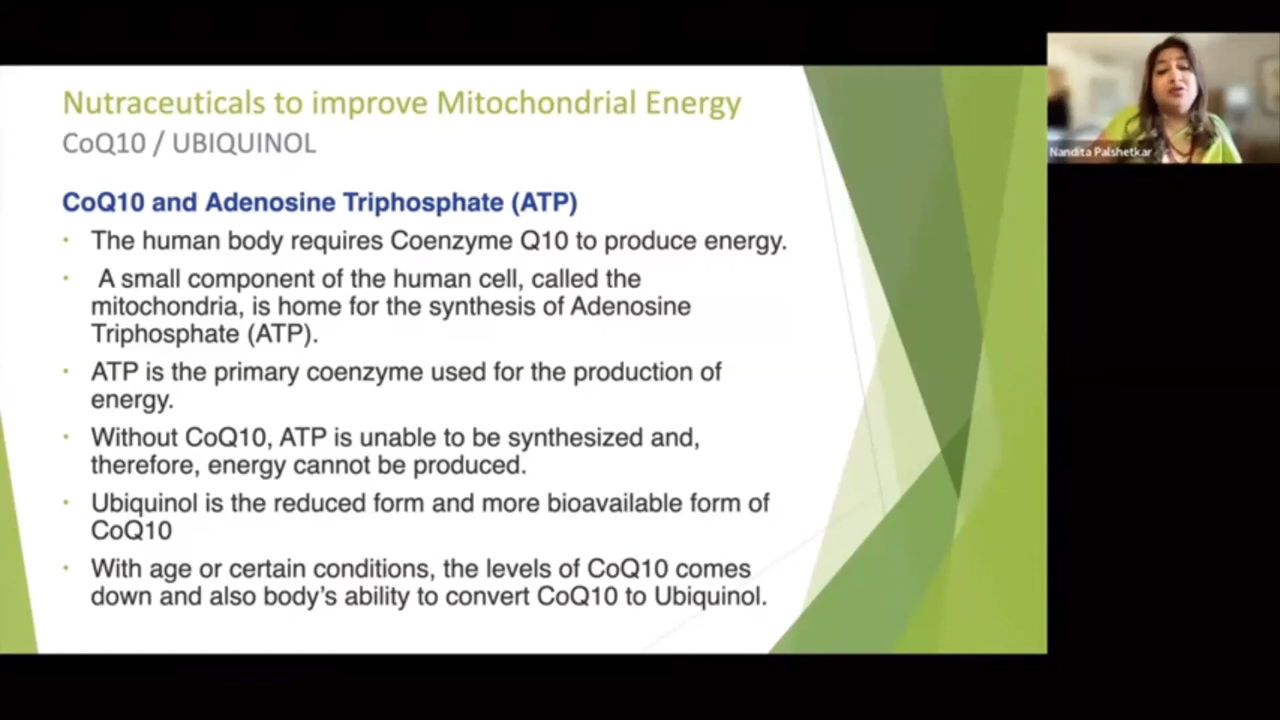 Nutraceuticals to improve Mitochondrial Energy
CoQ10 / UBIQUINOL
CoQ10 and Adenosine Triphosphate (ATP)
• The human body requires Coenzyme Q10 to produce energy.
• A small component of the human cell, called the
mitochondria, is home for the synthesis of Adenosine
Triphosphate (ATP).
• ATP is the primary coenzyme used for the production of
energy.
• Without CoQ10, ATP is unable to be synthesized and,
therefore, energy cannot be produced.
• Ubiquinol is the reduced form and more bioavailable form of
CoQ10
• With age or certain conditions, the levels of CoQ10 comes
down and also body's ability to convert CoQ10 to Ubiquinol.
Nandita Palshetkar